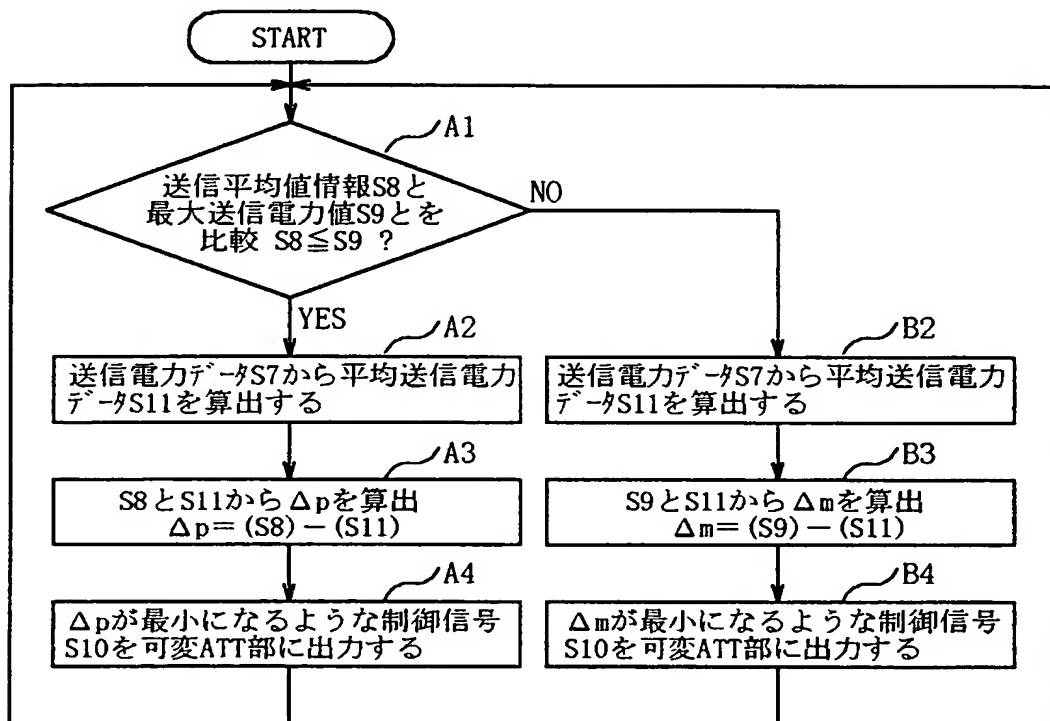 START
A1
送信平均値情報S8と
最大送信電力値S9とを
比較 S8≦S9 ?
NO
YES
A2
送信電力ﾃﾞｰﾀS7から平均送信電力
ﾃﾞｰﾀS11を算出する
B2
送信電力ﾃﾞｰﾀS7から平均送信電力
ﾃﾞｰﾀS11を算出する
A3
S8とS11からΔpを算出
Δp=(S8)-(S11)
B3
S9とS11からΔmを算出
Δm=(S9)-(S11)
A4
Δpが最小になるような制御信号
S10を可変ATT部に出力する
B4
Δmが最小になるような制御信号
S10を可変ATT部に出力する